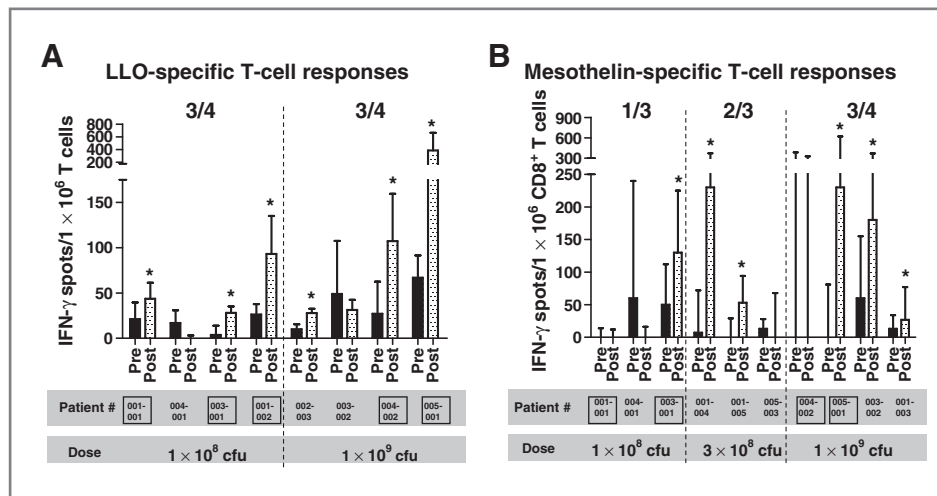 A
LLO-specific T-cell responses
3/4 3/4
IFN-γ spots/1 × 10⁶ T cells
800
600
400
200
150
100
50
0
* * * * * *
Pre Post Pre Post Pre Post Pre Post Pre Post Pre Post Pre Post Pre Post
Patient # 001-001 004-001 003-001 001-002 002-003 003-002 004-002 005-001
Dose 1 × 10⁸ cfu 1 × 10⁹ cfu
B
Mesothelin-specific T-cell responses
1/3 2/3 3/4
IFN-γ spots/1 × 10⁶ CD8⁺ T cells
900
600
300
250
200
150
100
50
0
* * * * * *
Pre Post Pre Post Pre Post Pre Post Pre Post Pre Post Pre Post Pre Post Pre Post Pre Post
Patient # 001-001 004-001 003-001 001-004 001-005 005-003 004-002 005-001 003-002 001-003
Dose 1 × 10⁸ cfu 3 × 10⁸ cfu 1 × 10⁹ cfu